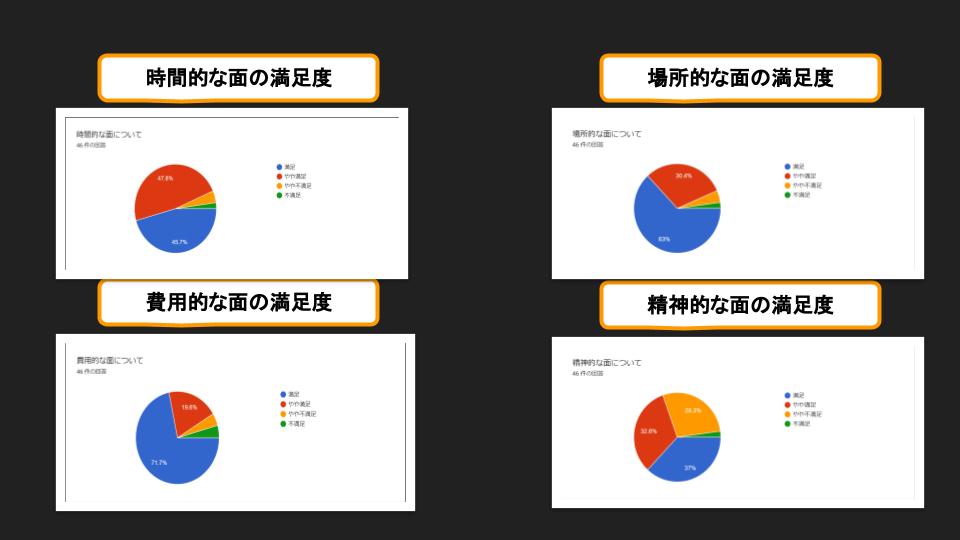 時間的な面の満足度
時間的な面について
46 件の回答
満足
やや満足
やや不満足
不満足
47.8%
45.7%
場所的な面の満足度
場所的な面について
46 件の回答
満足
やや満足
やや不満足
不満足
30.4%
63%
費用的な面の満足度
費用的な面について
46 件の回答
満足
やや満足
やや不満足
不満足
19.6%
71.7%
精神的な面の満足度
精神的な面について
46 件の回答
満足
やや満足
やや不満足
不満足
28.3%
32.6%
37%